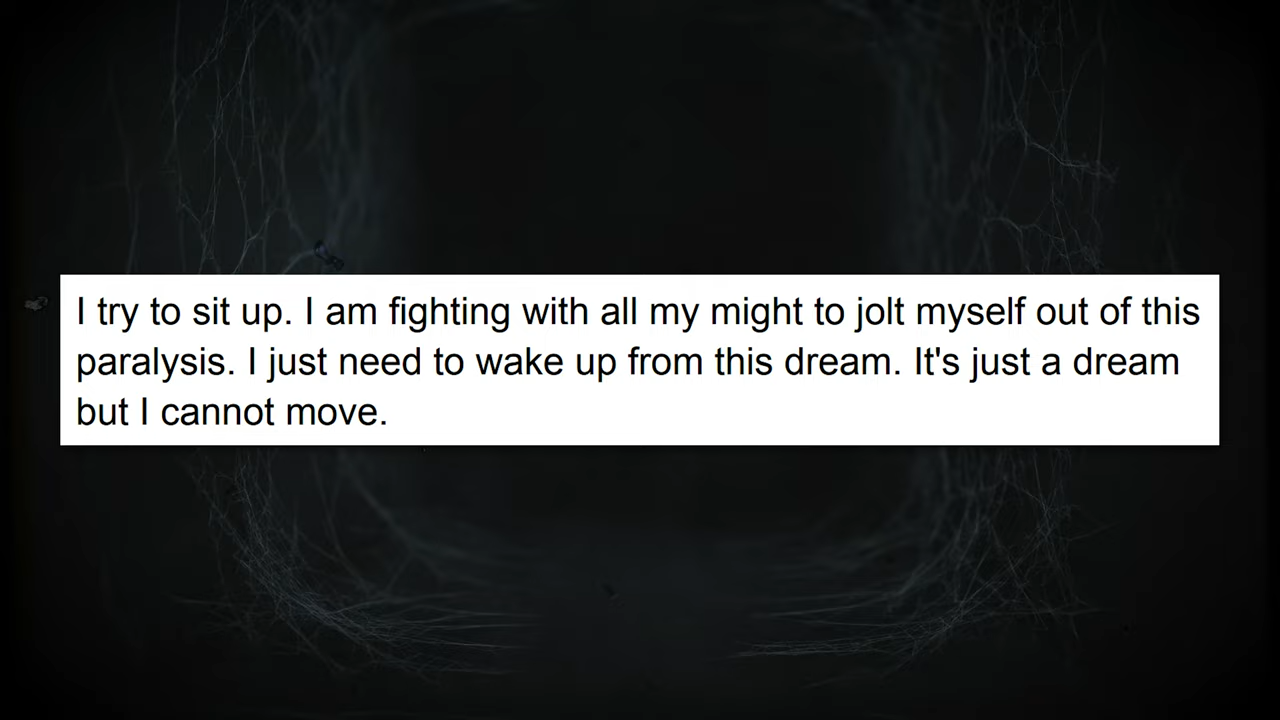 I try to sit up. I am fighting with all my might to jolt myself out of this
paralysis. I just need to wake up from this dream. It's just a dream
but I cannot move.